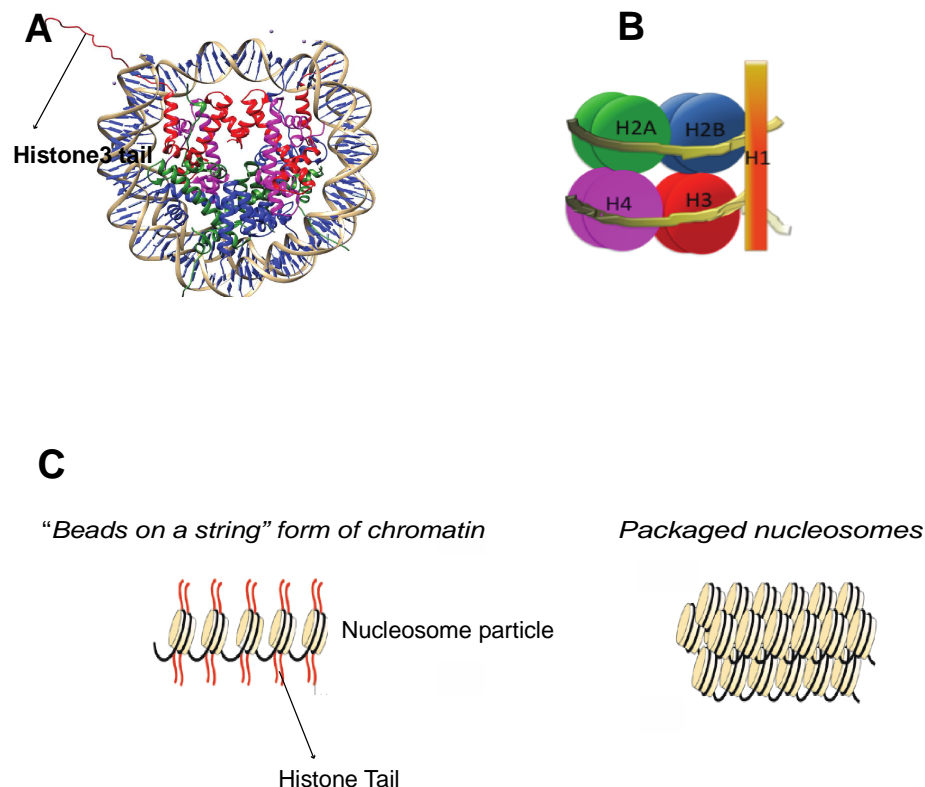 A
B
Histone3 tail
H2A
H2B
H1
H4
H3
C
“Beads on a string” form of chromatin
Packaged nucleosomes
Nucleosome particle
Histone Tail